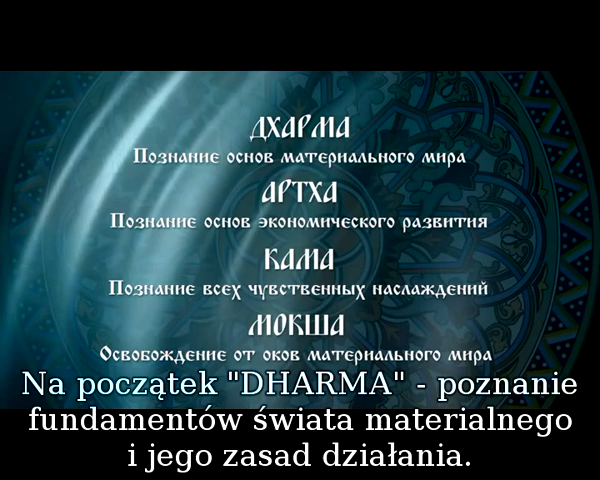 ДХАРМА
Познание основ материального мира
АРТХА
Познание основ экономического развития
КАМА
Познание всех чувственных наслаждений
МОКША
Освобождение от оков материального мира
Na początek "DHARMA" - poznanie
fundamentów świata materialnego
i jego zasad działania.